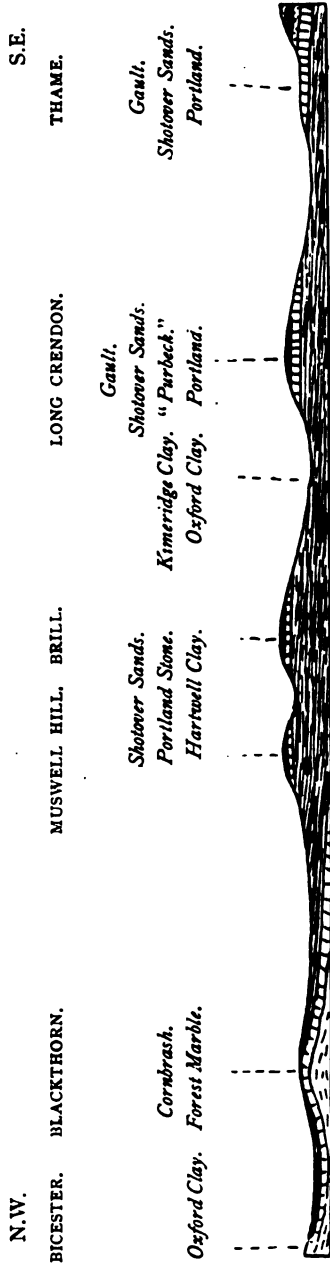 N.W. S.E.
BICESTER. BLACKTHORN. MUSWELL HILL. BRILL. LONG CRENDON. THAME.
Gault.
Shotover Sands. Shotover Sands. Gault.
Cornbrash. Portland Stone. Kimeridge Clay. "Purbeck." Shotover Sands.
Oxford Clay. Forest Marble. Hartwell Clay. Oxford Clay. Portland. Portland.